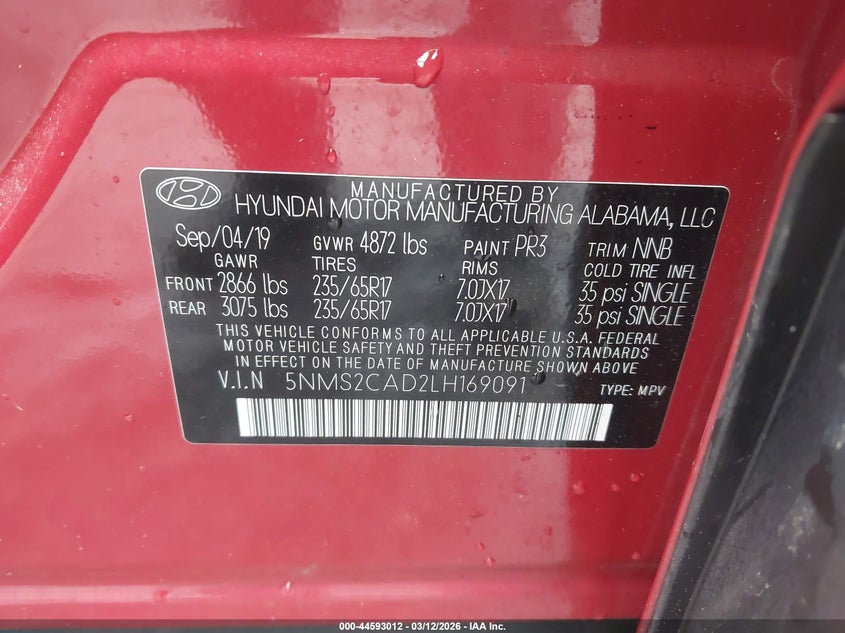 MANUFACTURED BY
HYUNDAI MOTOR MANUFACTURING ALABAMA, LLC
Sep/04/19 GVWR 4872 lbs PAINT PR3 TRIM NNB
GAWR TIRES RIMS COLD TIRE INFL
FRONT 2866 lbs 235/65R17 7.0JX17 35 psi SINGLE
REAR 3075 lbs 235/65R17 7.0JX17 35 psi SINGLE
THIS VEHICLE CONFORMS TO ALL APPLICABLE U.S.A. FEDERAL
MOTOR VEHICLE SAFETY AND THEFT PREVENTION STANDARDS
IN EFFECT ON THE DATE OF MANUFACTURE SHOWN ABOVE
V.I.N 5NMS2CAD2LH169091 TYPE: MPV
000-44593012 - 03/12/2026 - IAA Inc.